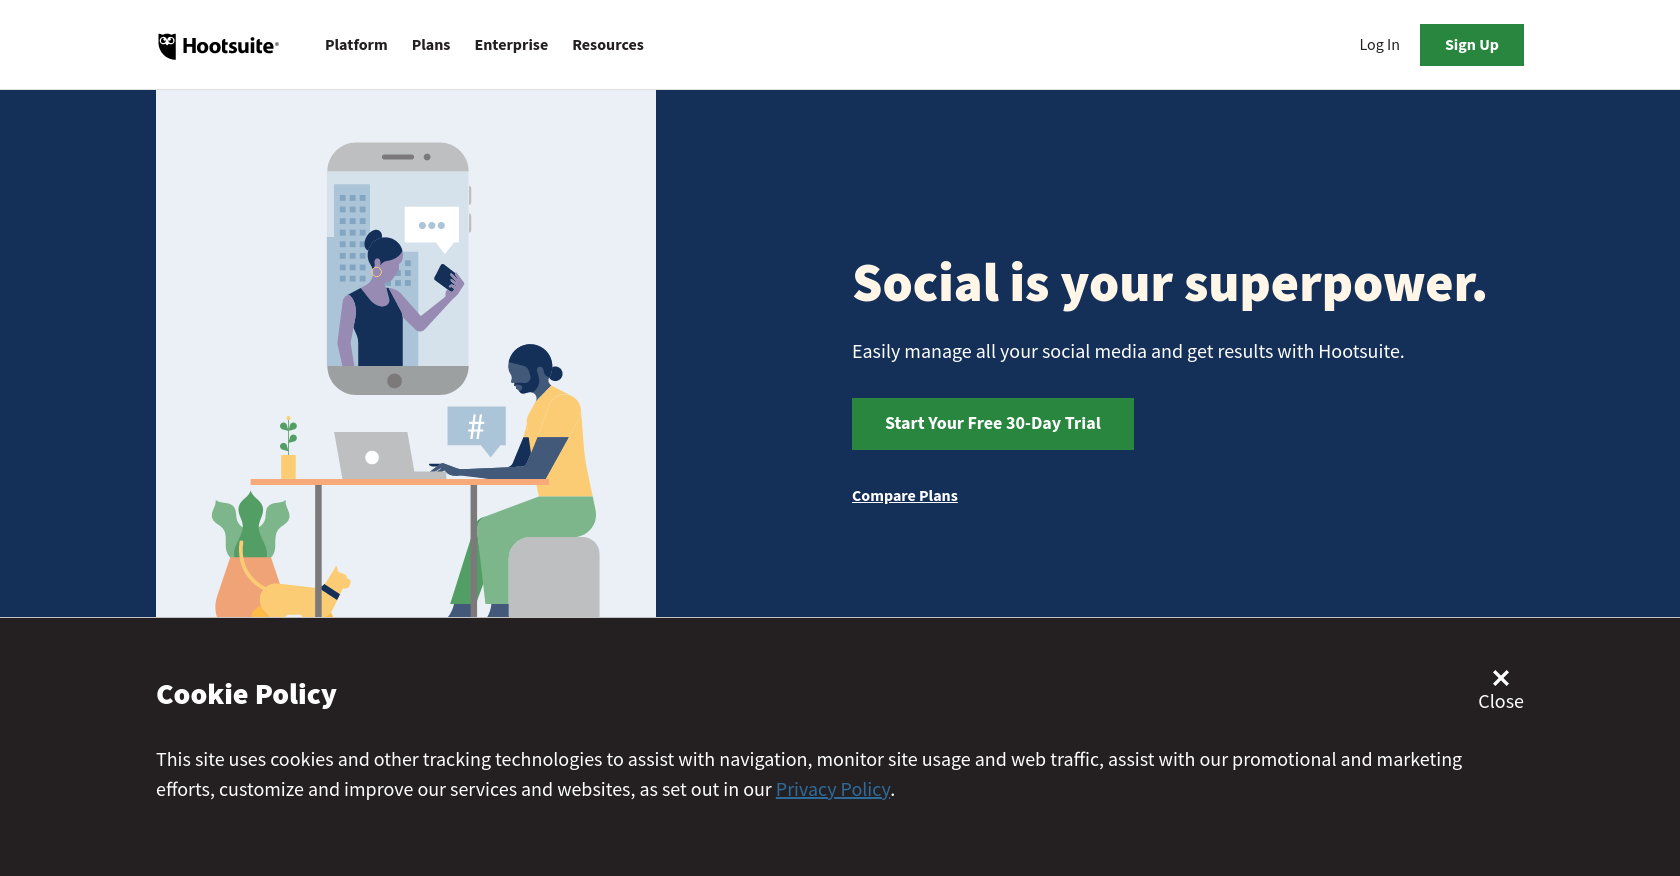 Hootsuite®
Platform
Plans
Enterprise
Resources
Log In
Sign Up
#
Social is your superpower.
Easily manage all your social media and get results with Hootsuite.
Start Your Free 30-Day Trial
Compare Plans
Cookie Policy
Close
This site uses cookies and other tracking technologies to assist with navigation, monitor site usage and web traffic, assist with our promotional and marketing
efforts, customize and improve our services and websites, as set out in our Privacy Policy.